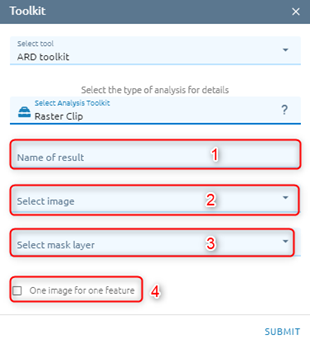 Toolkit
Select tool
ARD toolkit
Select the type of analysis for details
Select Analysis Toolkit
Raster Clip
?
Name of result 1
Select image 2
Select mask layer 3
One image for one feature 4
SUBMIT